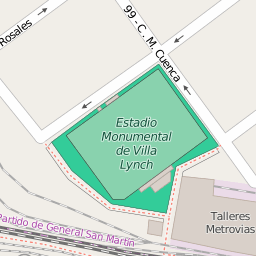 Rosales
99 - C. M. Cuenca
Estadio
Monumental
de Villa
Lynch
Talleres
Metrovias
Partido de General San Martín